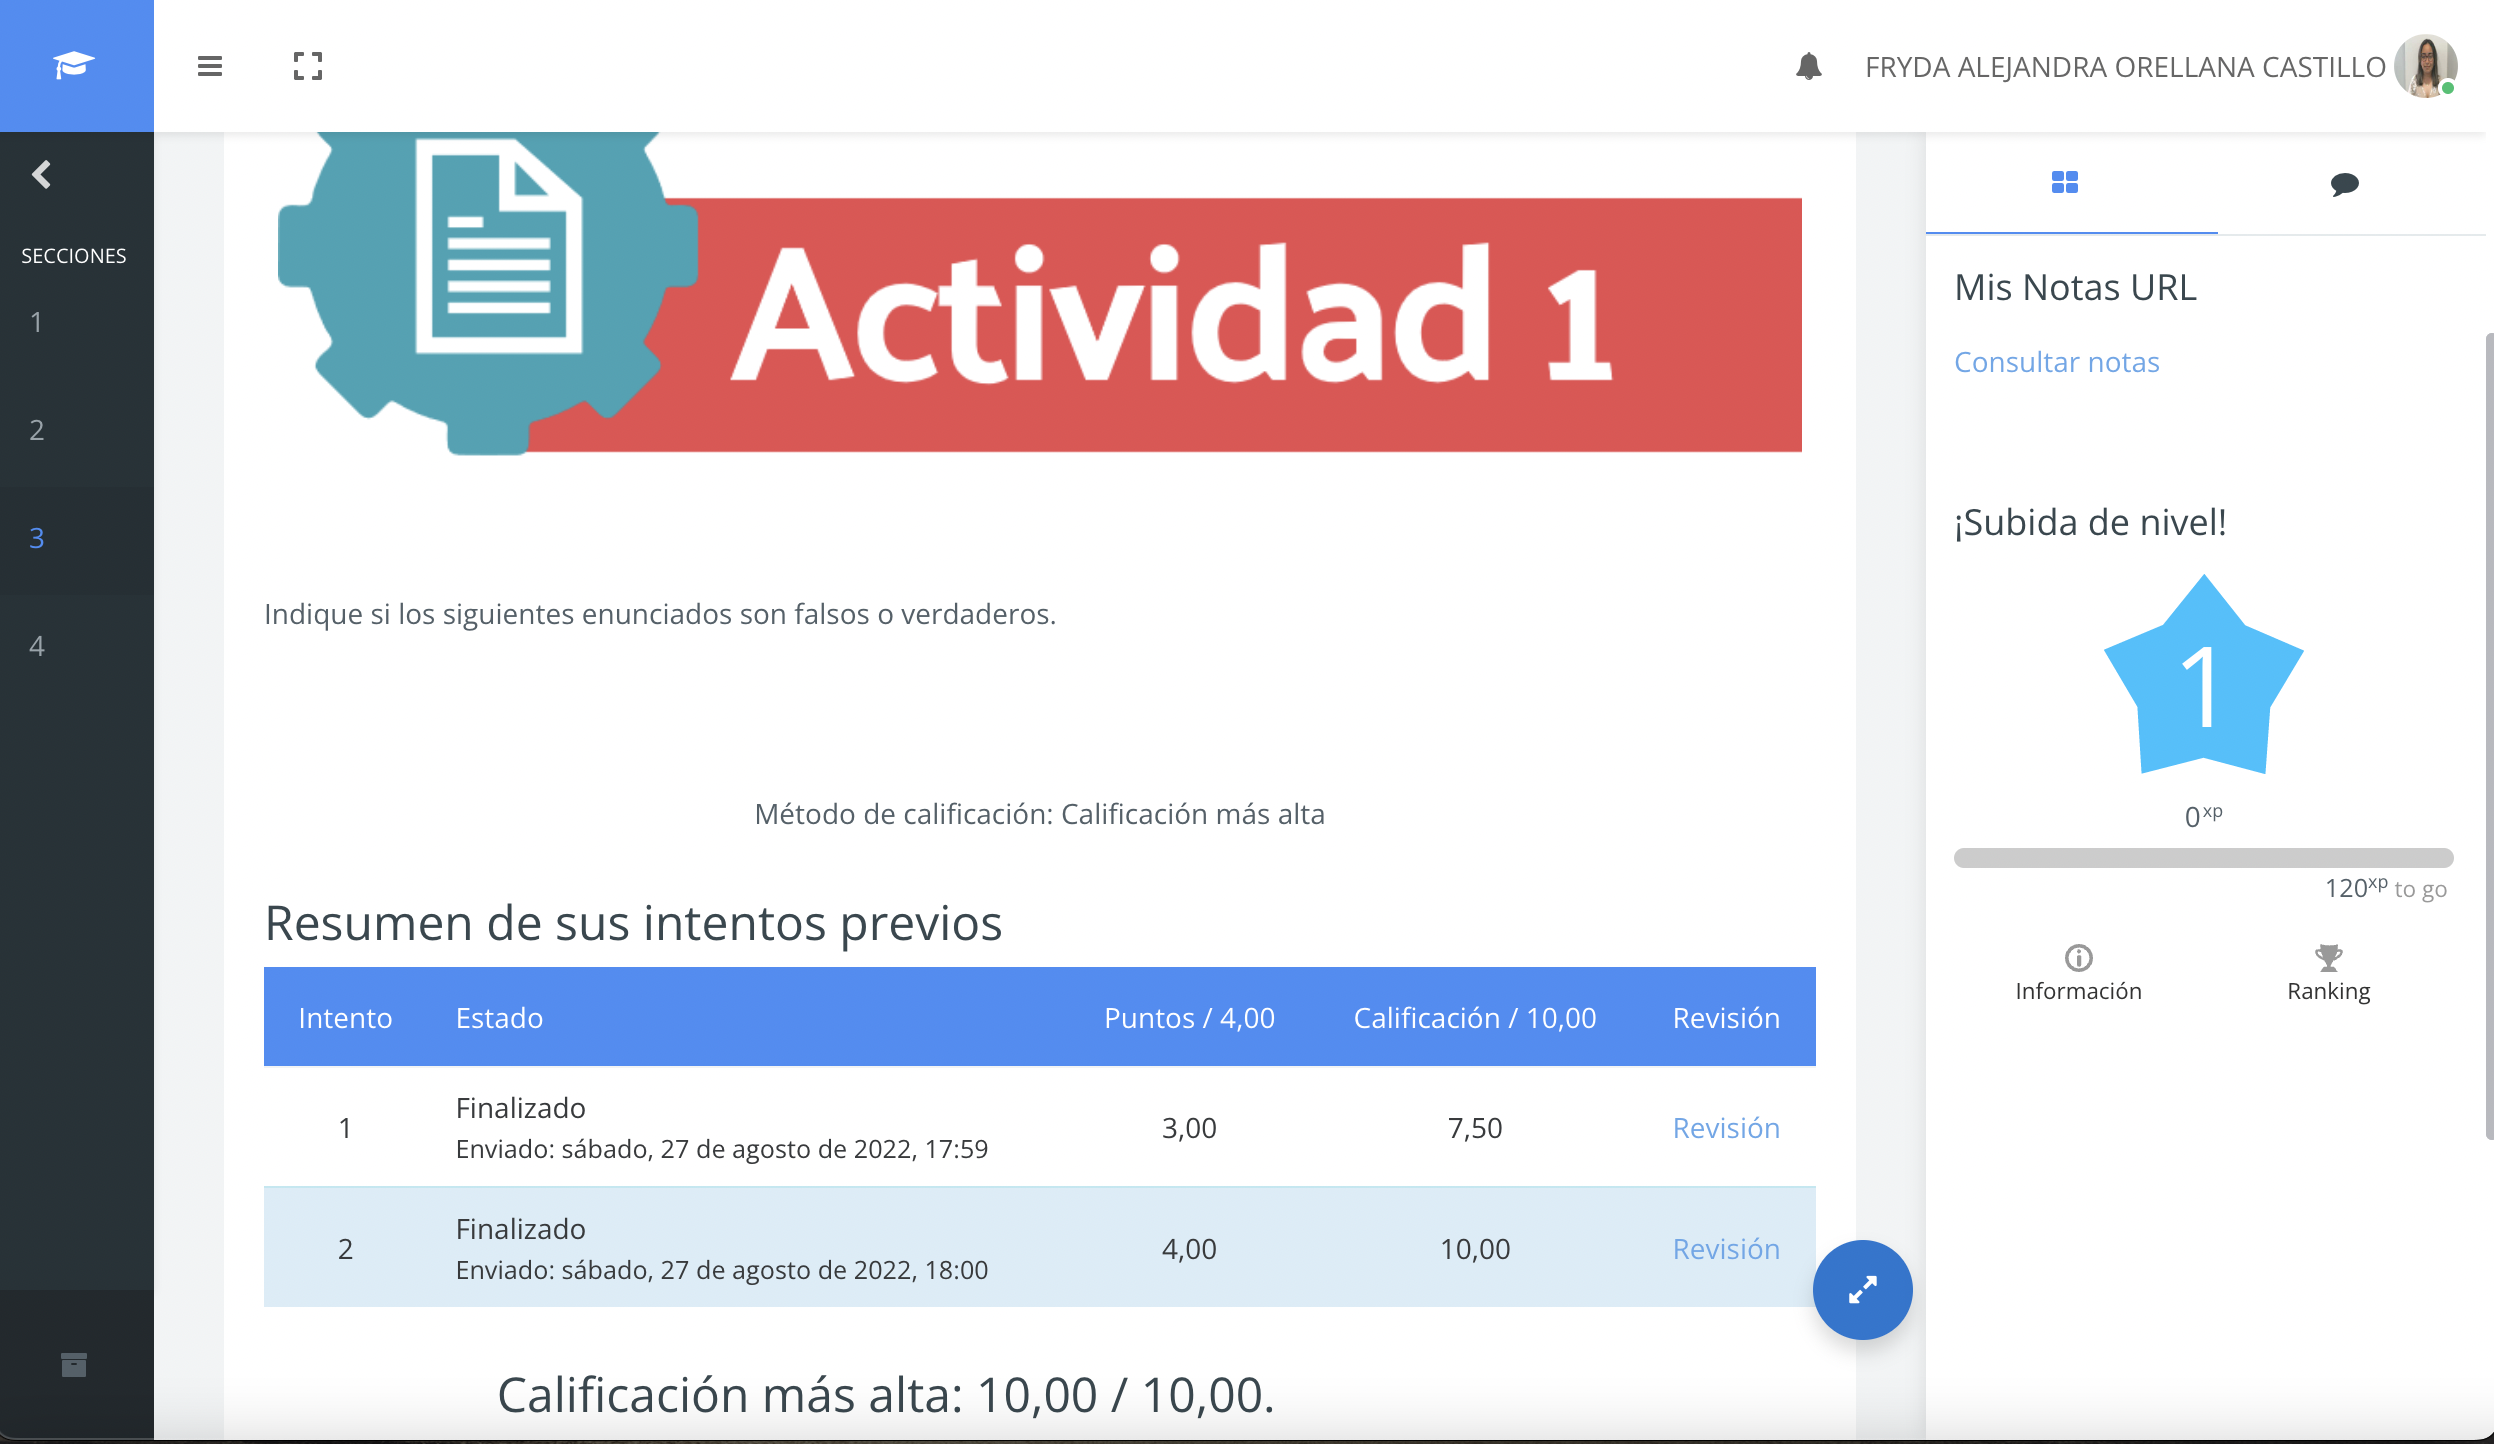 FRYDA ALEJANDRA ORELLANA CASTILLO
SECCIONES
1
2
3
4
Actividad 1
Indique si los siguientes enunciados son falsos o verdaderos.
Método de calificación: Calificación más alta
Resumen de sus intentos previos
Intento Estado Puntos / 4,00 Calificación / 10,00 Revisión
1 Finalizado 3,00 7,50 Revisión
Enviado: sábado, 27 de agosto de 2022, 17:59
2 Finalizado 4,00 10,00 Revisión
Enviado: sábado, 27 de agosto de 2022, 18:00
Calificación más alta: 10,00 / 10,00.
Mis Notas URL
Consultar notas
¡Subida de nivel!
1
0xp
120xp to go
Información Ranking